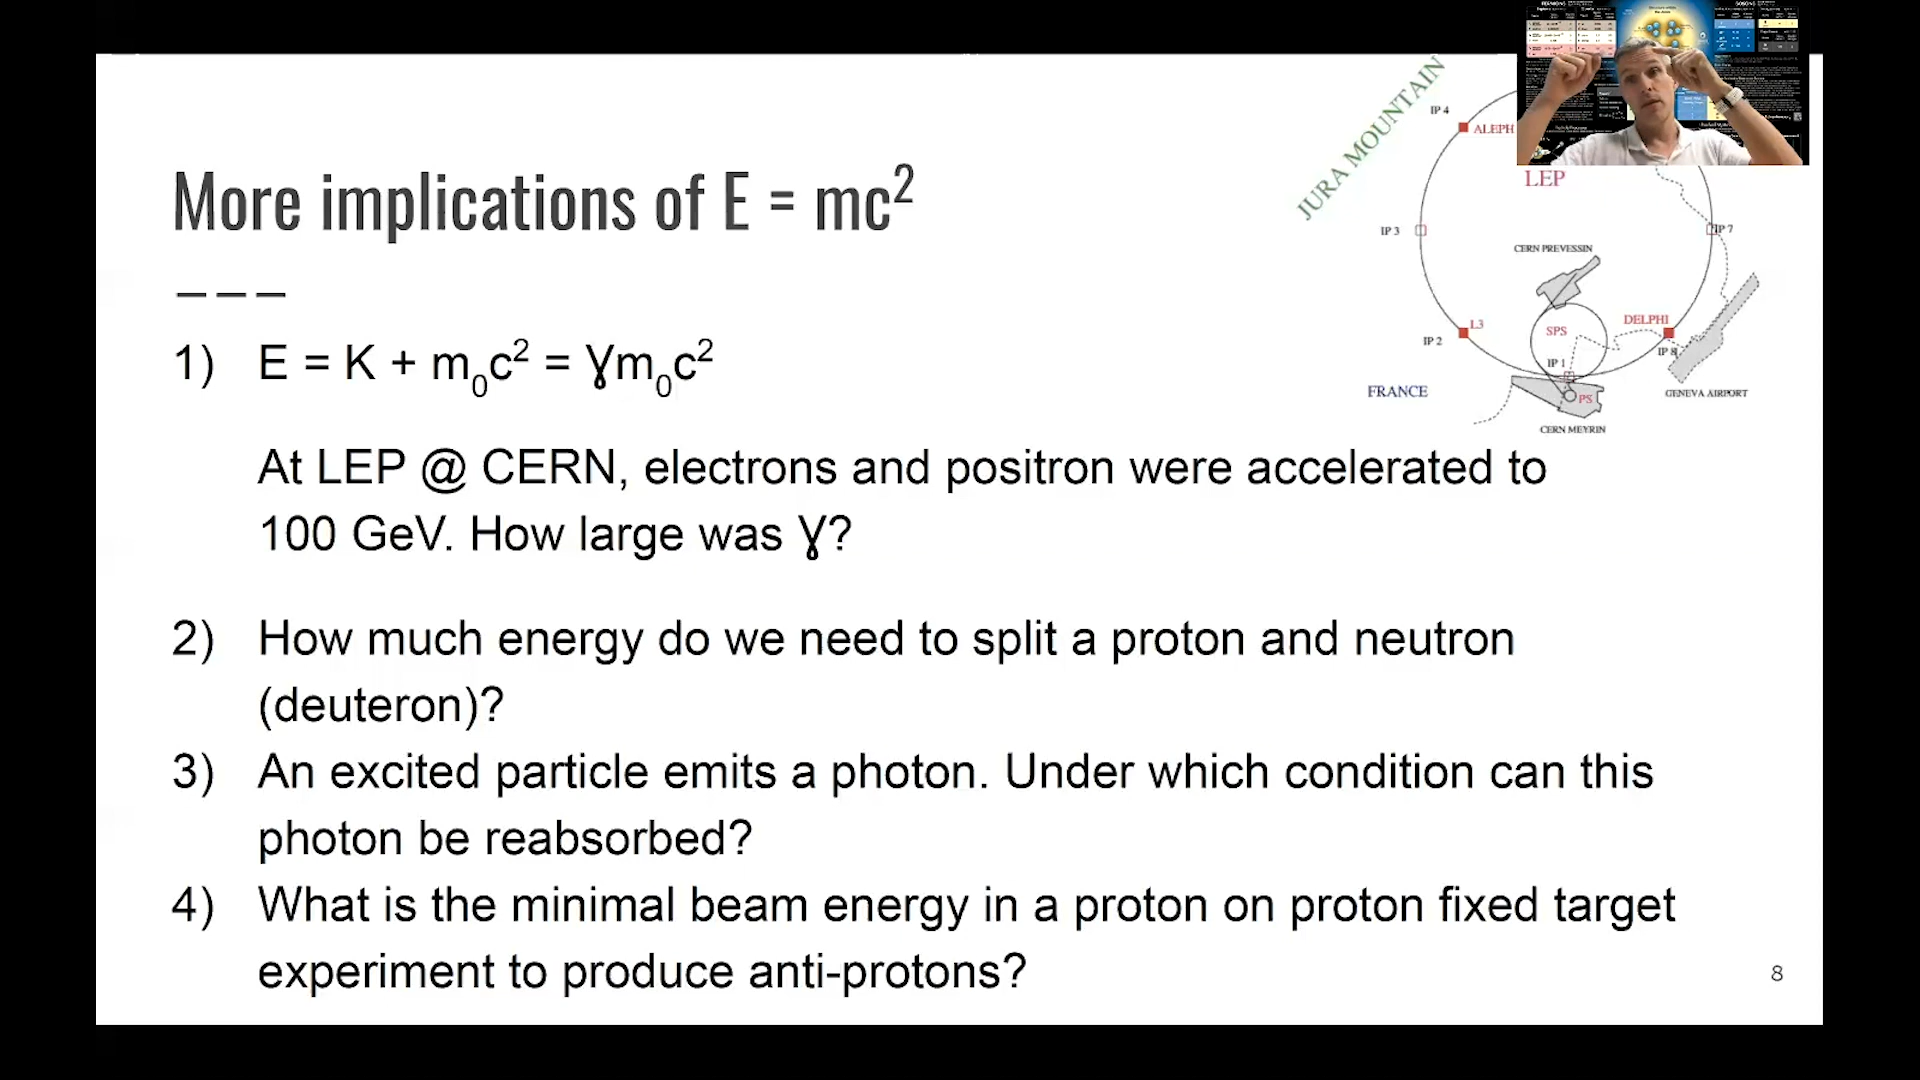 More implications of E = mc²
1) E = K + m₀c² = Ɣm₀c²
At LEP @ CERN, electrons and positron were accelerated to
100 GeV. How large was Ɣ?
2) How much energy do we need to split a proton and neutron
(deuteron)?
3) An excited particle emits a photon. Under which condition can this
photon be reabsorbed?
4) What is the minimal beam energy in a proton on proton fixed target
experiment to produce anti-protons?
8
JURA MOUNTAIN
IP 4
ALEPH
LEP
IP 3
IP 7
CERN PREVESSIN
L3
SPS
DELPHI
IP 2
IP 8
IP 1
FRANCE
PS
GENEVA AIRPORT
CERN MEYRIN